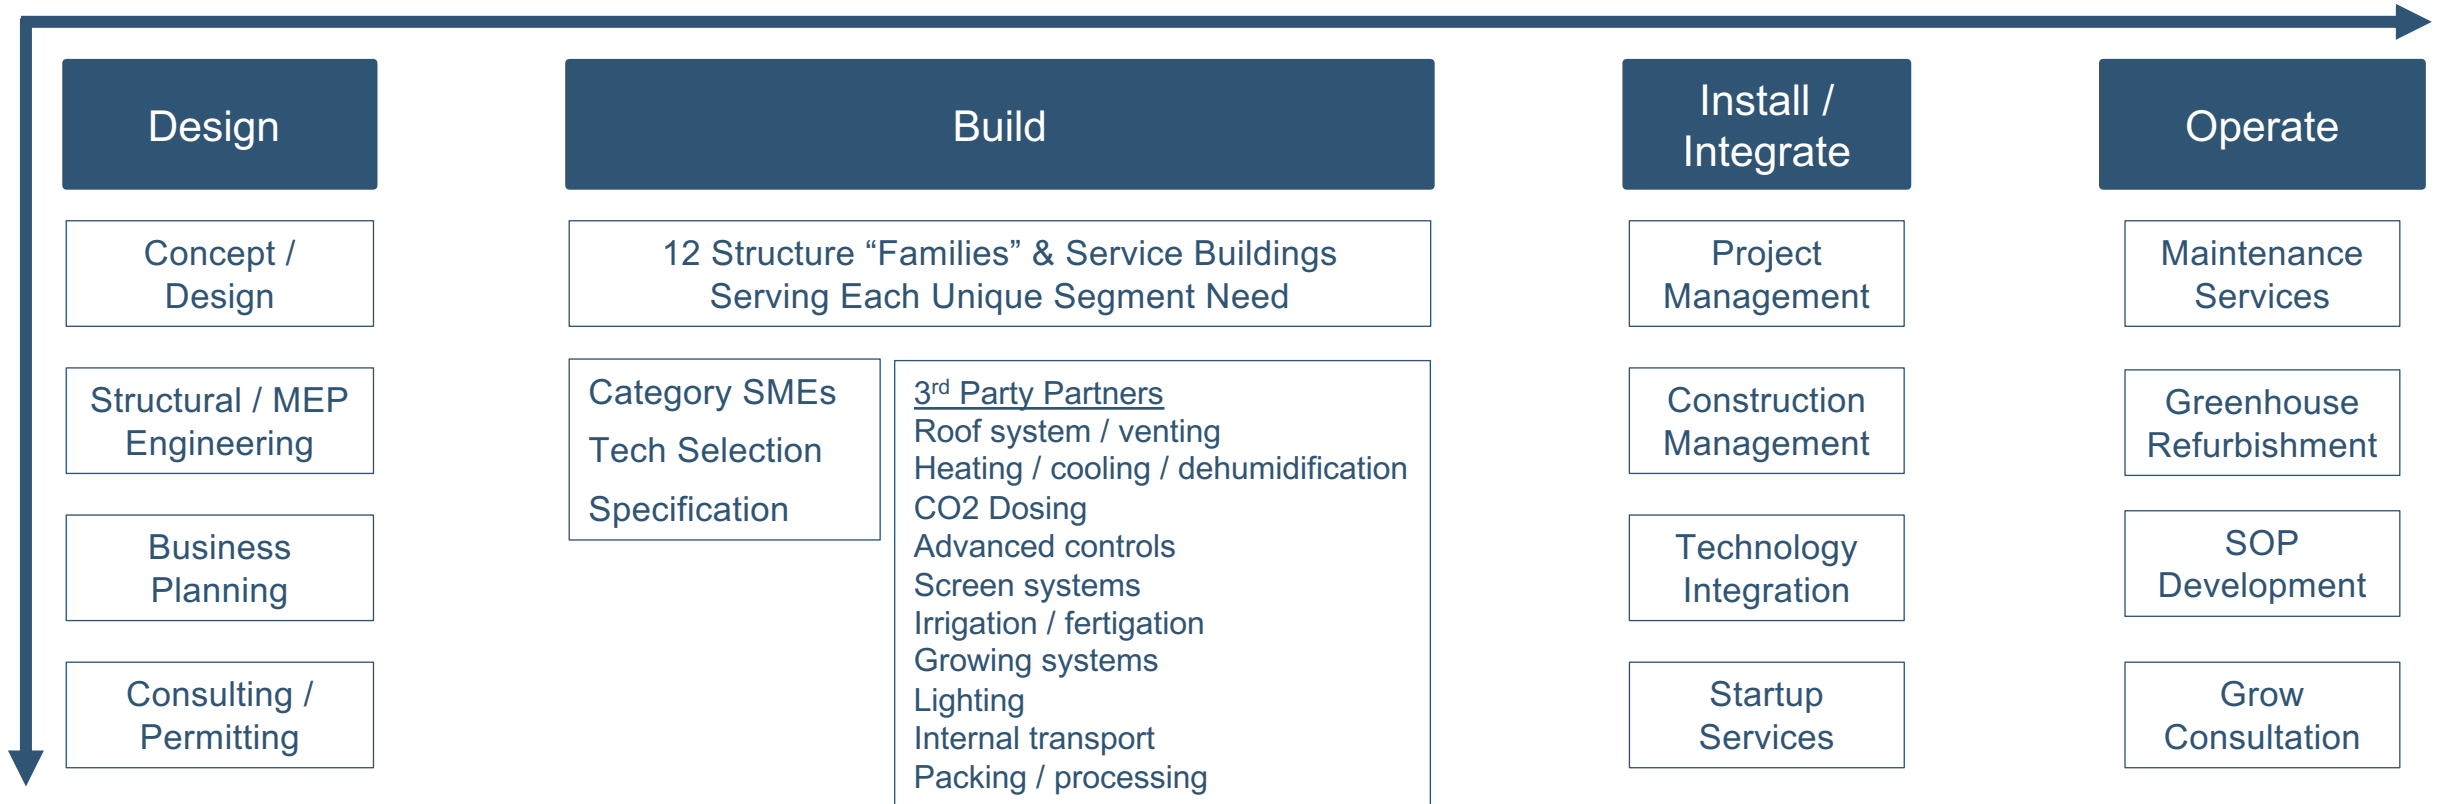 Design
Build
Install /
Integrate
Operate
Concept /
Design
Structural / MEP
Engineering
Business
Planning
Consulting /
Permitting
12 Structure “Families” & Service Buildings
Serving Each Unique Segment Need
Category SMEs
Tech Selection
Specification
3rd Party Partners
Roof system / venting
Heating / cooling / dehumidification
CO2 Dosing
Advanced controls
Screen systems
Irrigation / fertigation
Growing systems
Lighting
Internal transport
Packing / processing
Project
Management
Construction
Management
Technology
Integration
Startup
Services
Maintenance
Services
Greenhouse
Refurbishment
SOP
Development
Grow
Consultation